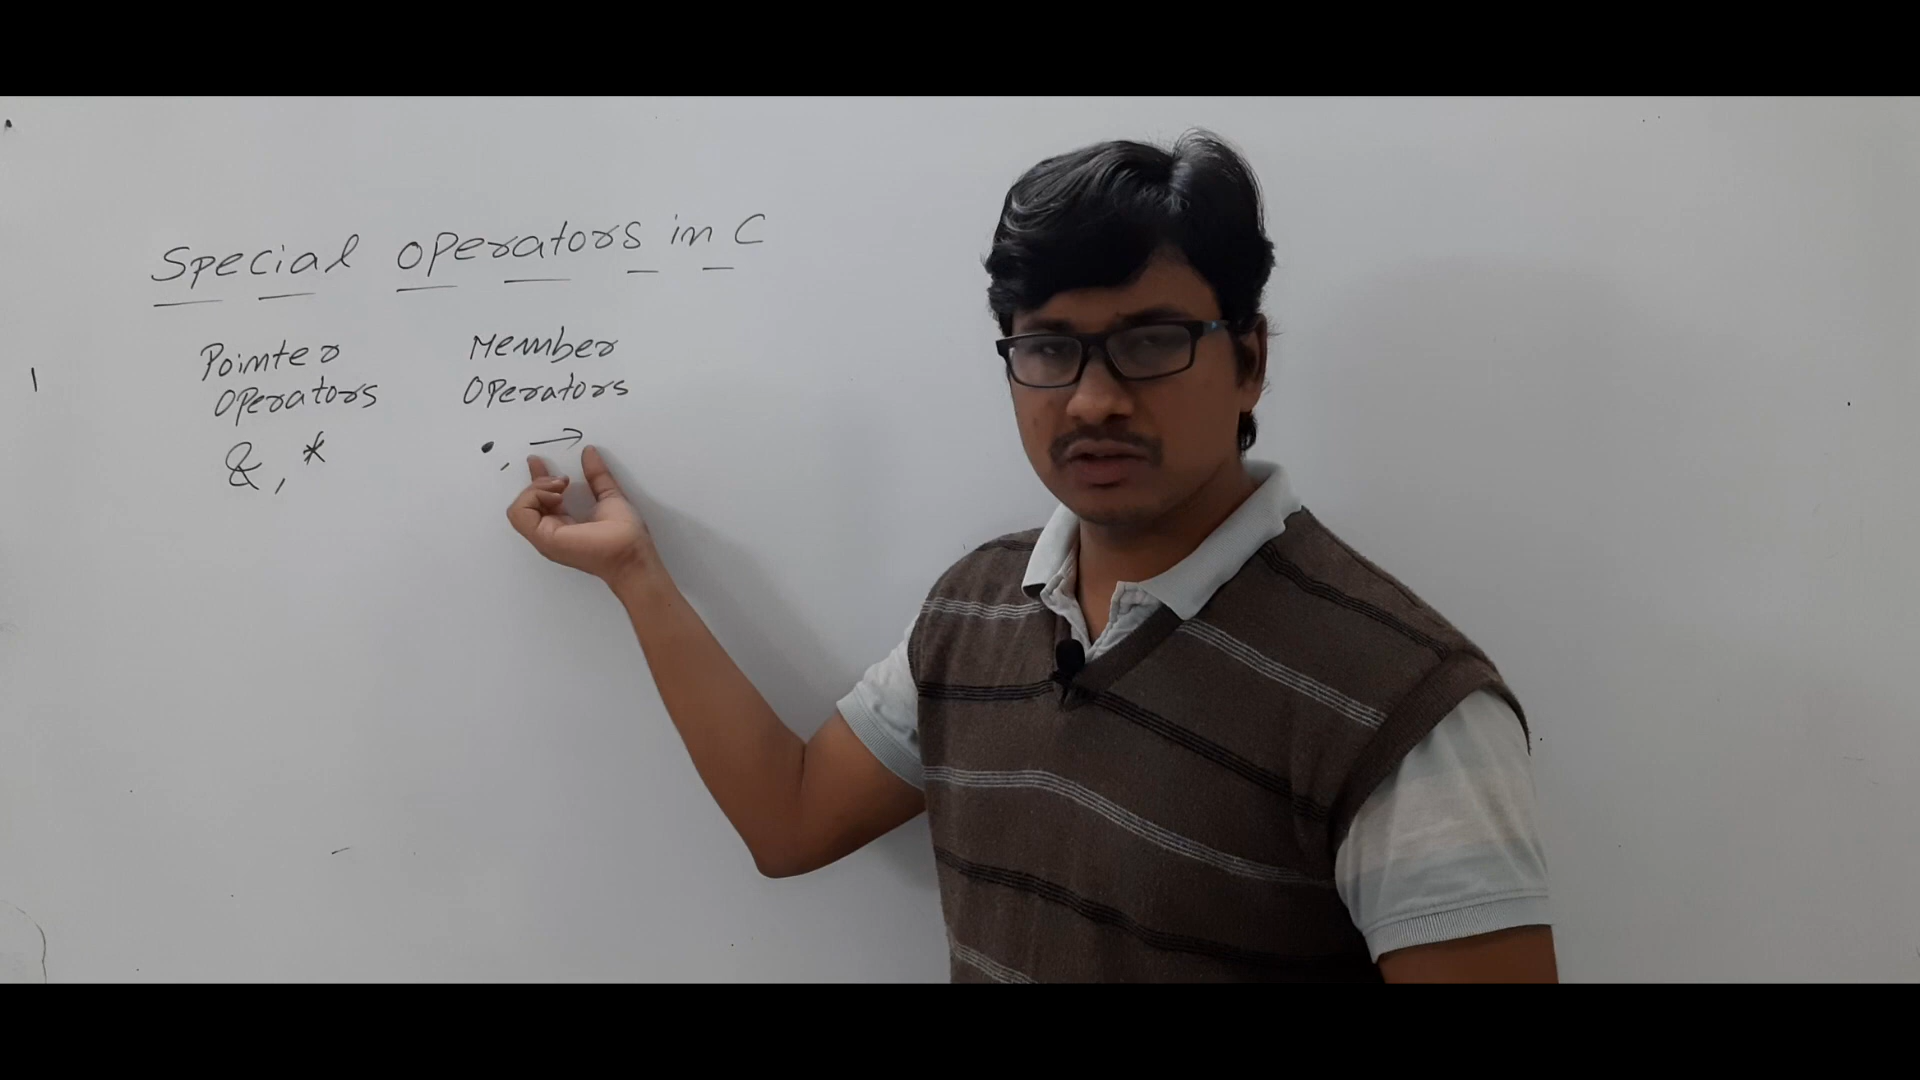 Special operators in C
Pointer
Operators
&, *
Member
Operators
., →